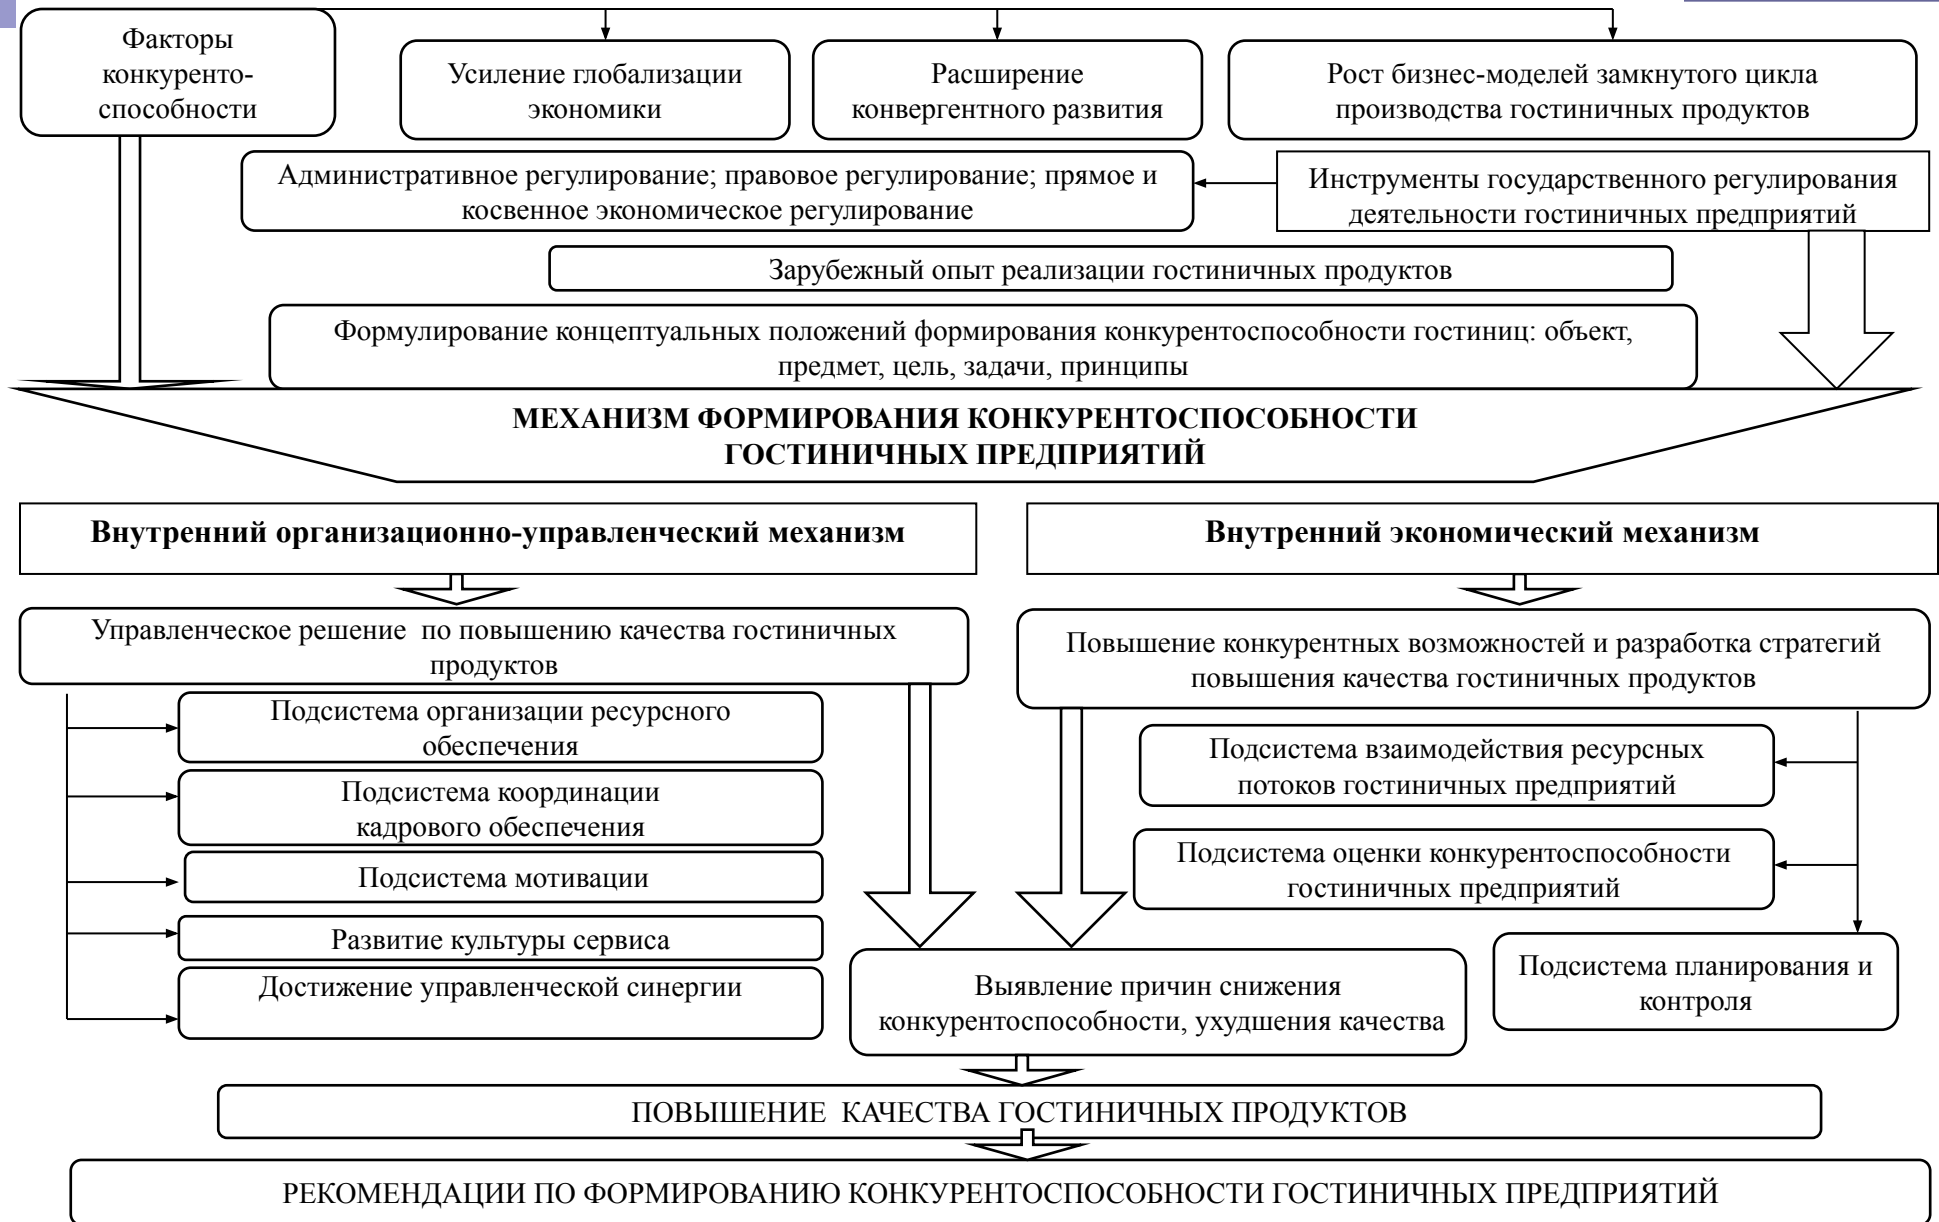 Факторы
конкуренто-
способности
Усиление глобализации
экономики
Расширение
конвергентного развития
Рост бизнес-моделей замкнутого цикла
производства гостиничных продуктов
Административное регулирование; правовое регулирование; прямое и
косвенное экономическое регулирование
Инструменты государственного регулирования
деятельности гостиничных предприятий
Зарубежный опыт реализации гостиничных продуктов
Формулирование концептуальных положений формирования конкурентоспособности гостиниц: объект,
предмет, цель, задачи, принципы
МЕХАНИЗМ ФОРМИРОВАНИЯ КОНКУРЕНТОСПОСОБНОСТИ
ГОСТИНИЧНЫХ ПРЕДПРИЯТИЙ
Внутренний организационно-управленческий механизм
Внутренний экономический механизм
Управленческое решение по повышению качества гостиничных
продуктов
Повышение конкурентных возможностей и разработка стратегий
повышения качества гостиничных продуктов
Подсистема организации ресурсного
обеспечения
Подсистема координации
кадрового обеспечения
Подсистема мотивации
Развитие культуры сервиса
Достижение управленческой синергии
Подсистема взаимодействия ресурсных
потоков гостиничных предприятий
Подсистема оценки конкурентоспособности
гостиничных предприятий
Подсистема планирования и
контроля
Выявление причин снижения
конкурентоспособности, ухудшения качества
ПОВЫШЕНИЕ КАЧЕСТВА ГОСТИНИЧНЫХ ПРОДУКТОВ
РЕКОМЕНДАЦИИ ПО ФОРМИРОВАНИЮ КОНКУРЕНТОСПОСОБНОСТИ ГОСТИНИЧНЫХ ПРЕДПРИЯТИЙ